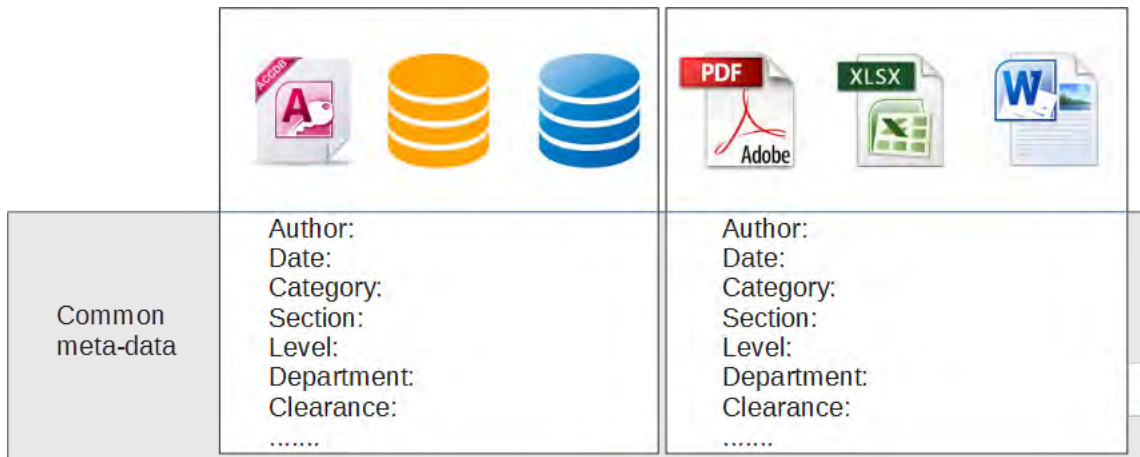 ACCDB
A
PDF
Adobe
XLSX
X
W
Common
meta-data
Author:
Date:
Category:
Section:
Level:
Department:
Clearance:
.......
Author:
Date:
Category:
Section:
Level:
Department:
Clearance:
.......